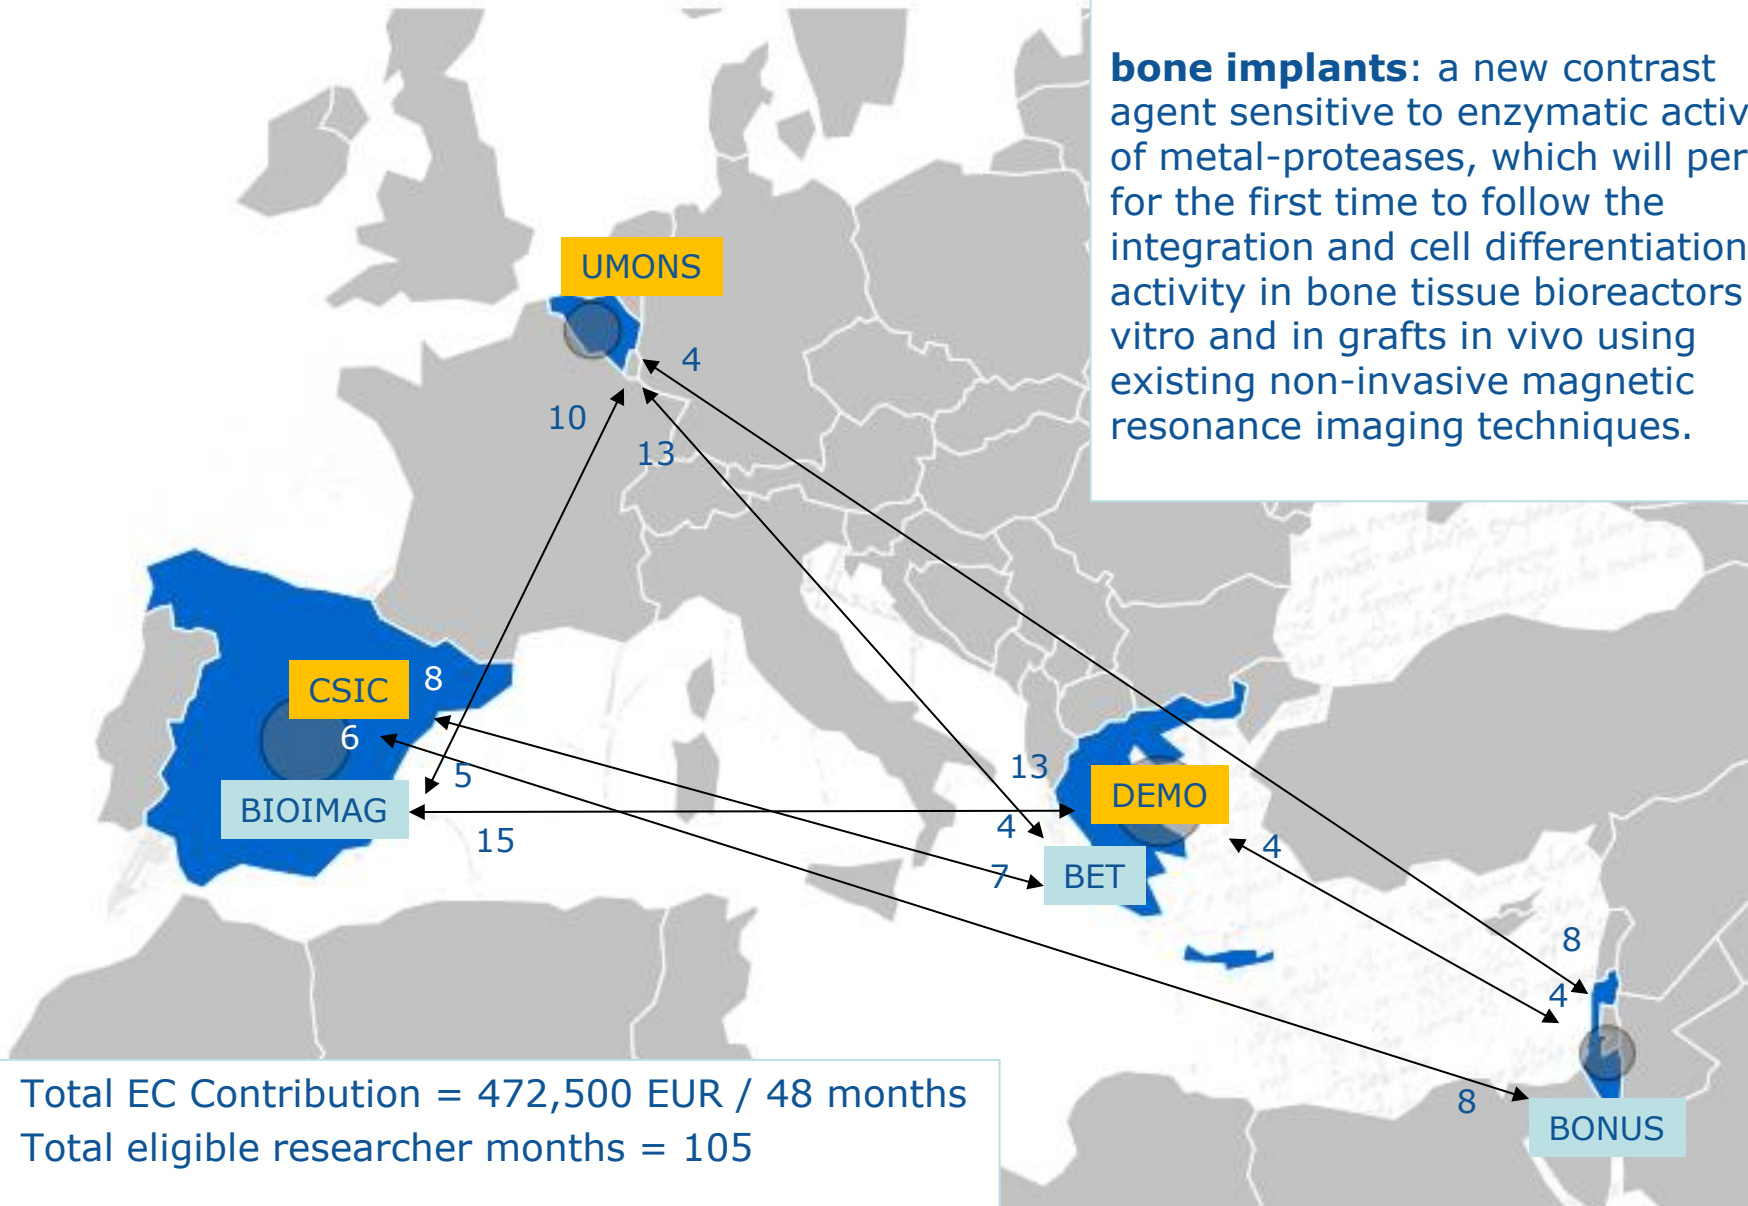 bone implants: a new contrast
agent sensitive to enzymatic activ
of metal-proteases, which will per
for the first time to follow the
integration and cell differentiation
activity in bone tissue bioreactors
vitro and in grafts in vivo using
existing non-invasive magnetic
resonance imaging techniques.
UMONS
4
10
13
CSIC
8
6
5
BIOIMAG
15
13
DEMO
4
4
7
BET
8
4
8
BONUS
Total EC Contribution = 472,500 EUR / 48 months
Total eligible researcher months = 105